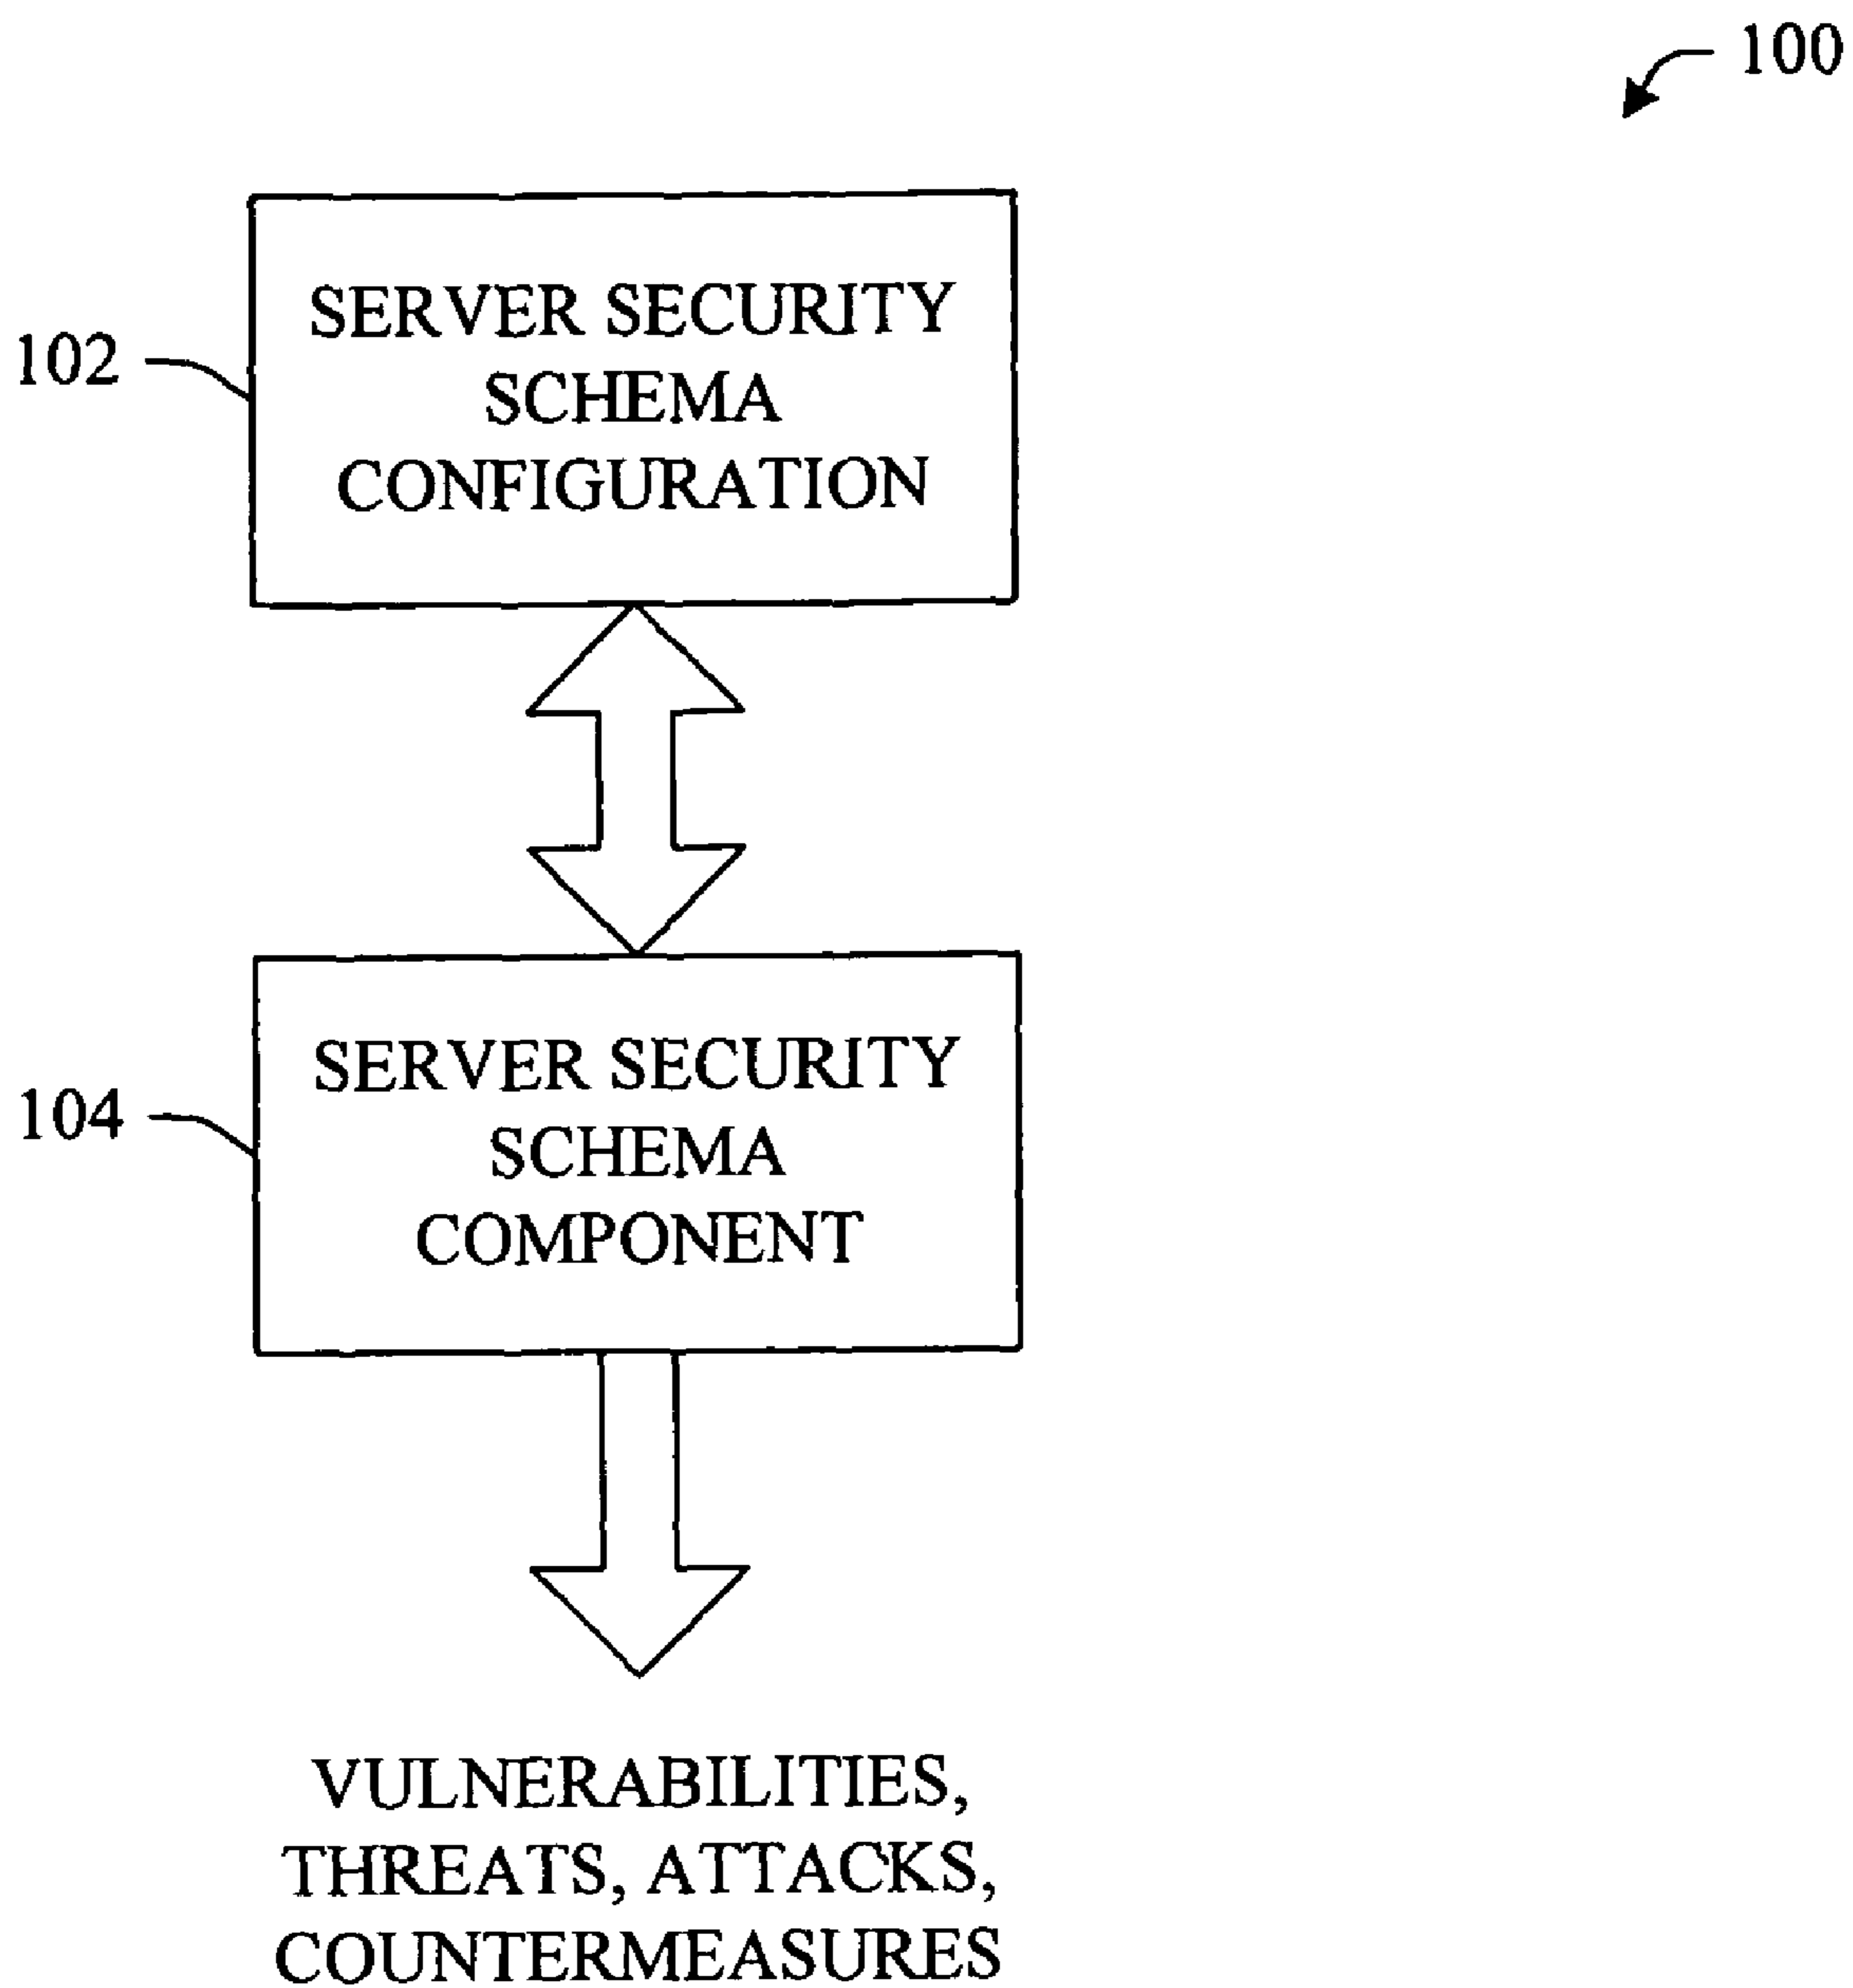 100
102
SERVER SECURITY
SCHEMA
CONFIGURATION
104
SERVER SECURITY
SCHEMA
COMPONENT
VULNERABILITIES,
THREATS, ATTACKS,
COUNTERMEASURES